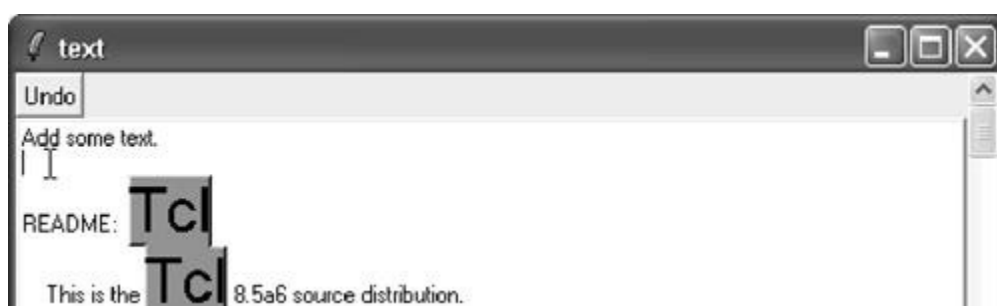 text
Undo
Add some text.
README: Tcl
This is the Tcl 8.5a6 source distribution.